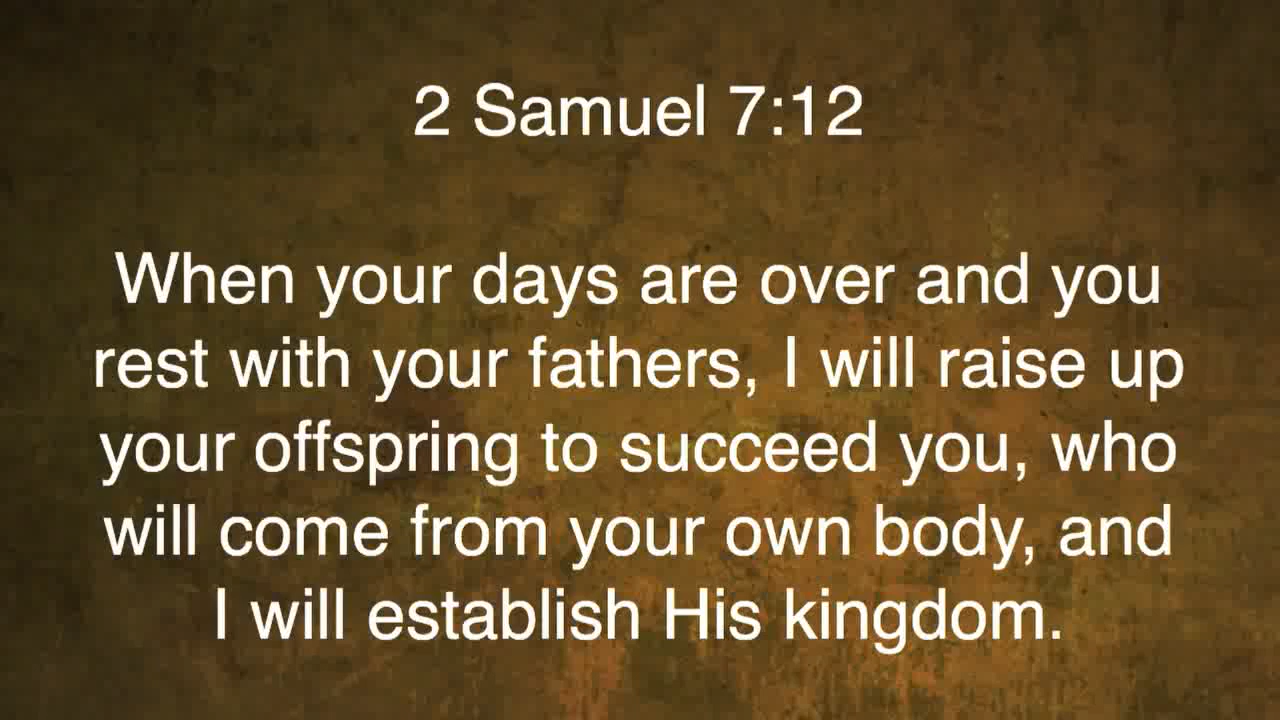 2 Samuel 7:12
When your days are over and you
rest with your fathers, I will raise up
your offspring to succeed you, who
will come from your own body, and
I will establish His kingdom.